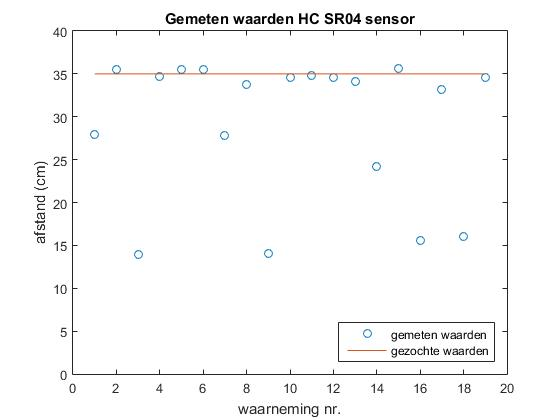 Gemeten waarden HC SR04 sensor
40
35
30
25
20
15
10
5
0
afstand (cm)
0 2 4 6 8 10 12 14 16 18 20
waarneming nr.
gemeten waarden
gezochte waarden